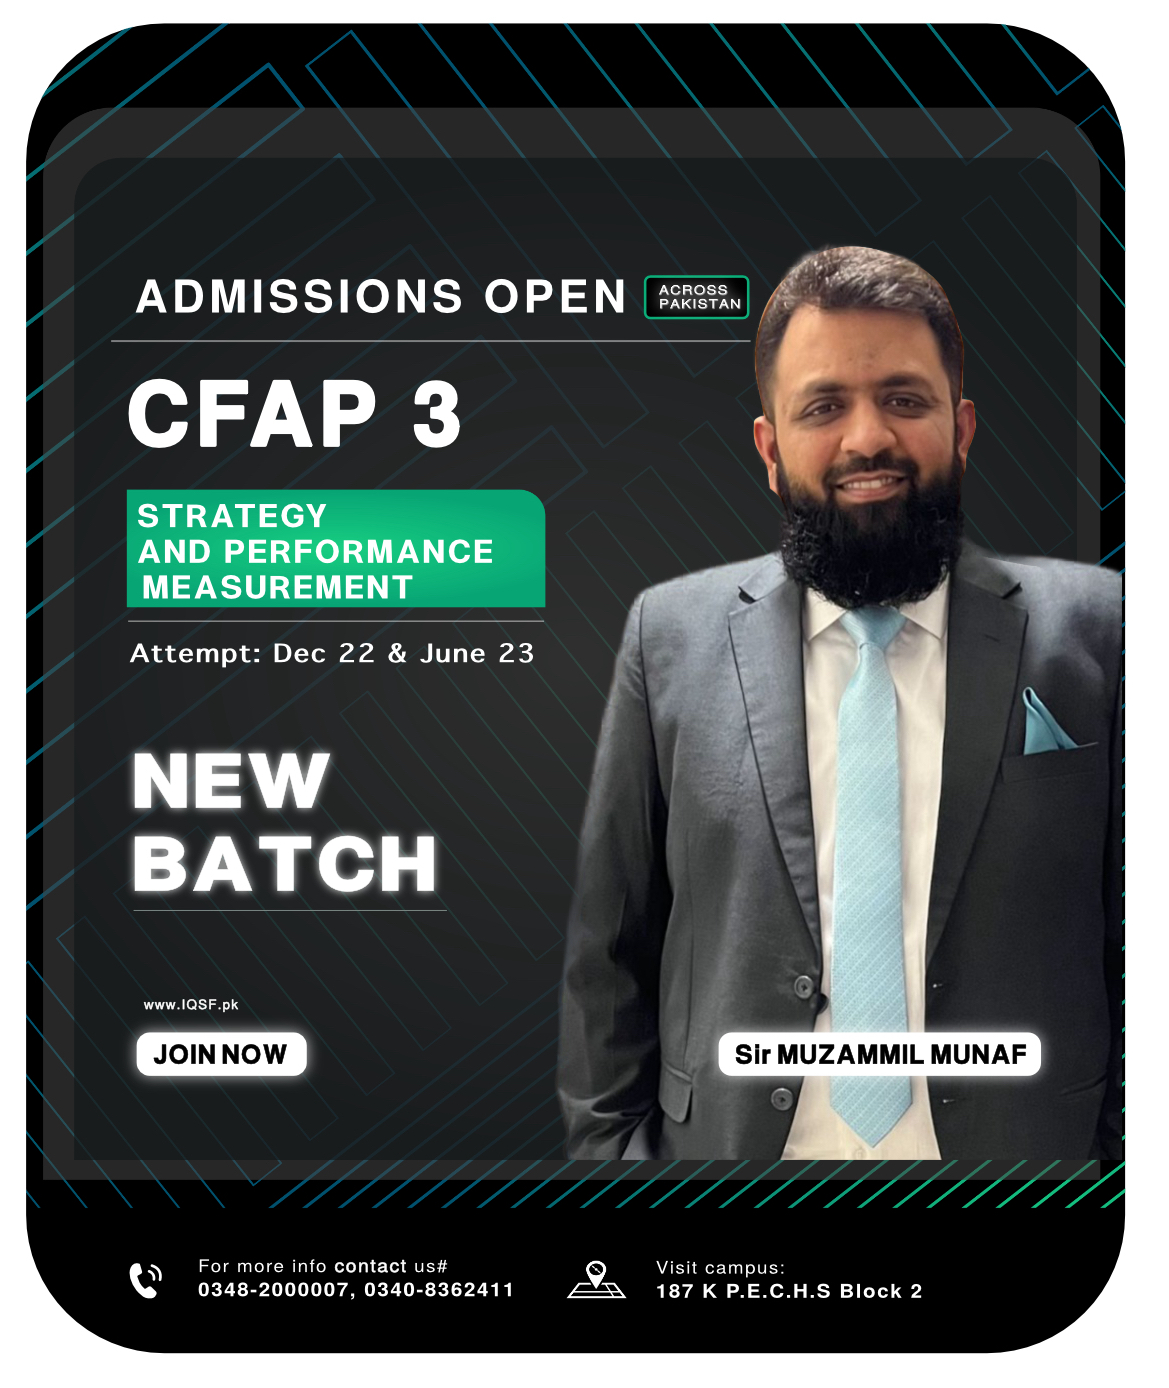 ADMISSIONS OPEN
ACROSS
PAKISTAN
CFAP 3
STRATEGY
AND PERFORMANCE
MEASUREMENT
Attempt: Dec 22 & June 23
NEW
BATCH
www.IQSF.pk
JOIN NOW
Sir MUZAMMIL MUNAF
For more info contact us#
0348-2000007, 0340-8362411
Visit campus:
187 K P.E.C.H.S Block 2